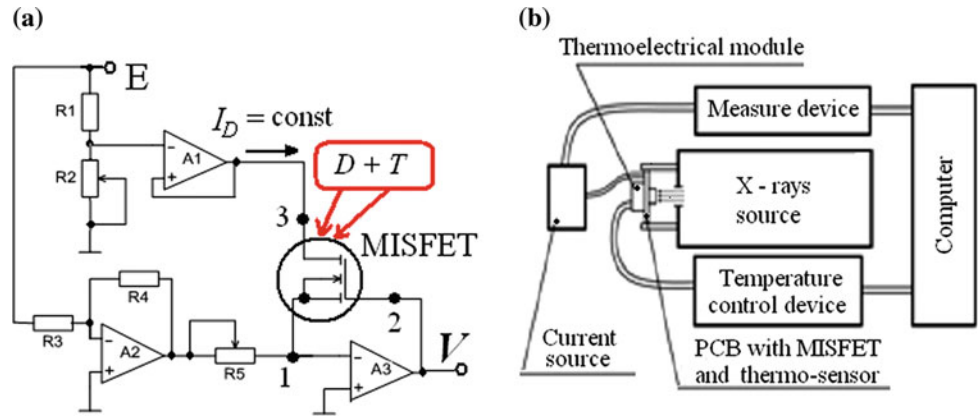 (a)
E
R1
R2
A1
I_D = const
D + T
3
MISFET
R4
R3
A2
R5
1
2
A3
V
(b)
Thermoelectrical module
Measure device
X - rays
source
Computer
Temperature
control device
Current
source
PCB with MISFET
and thermo-sensor